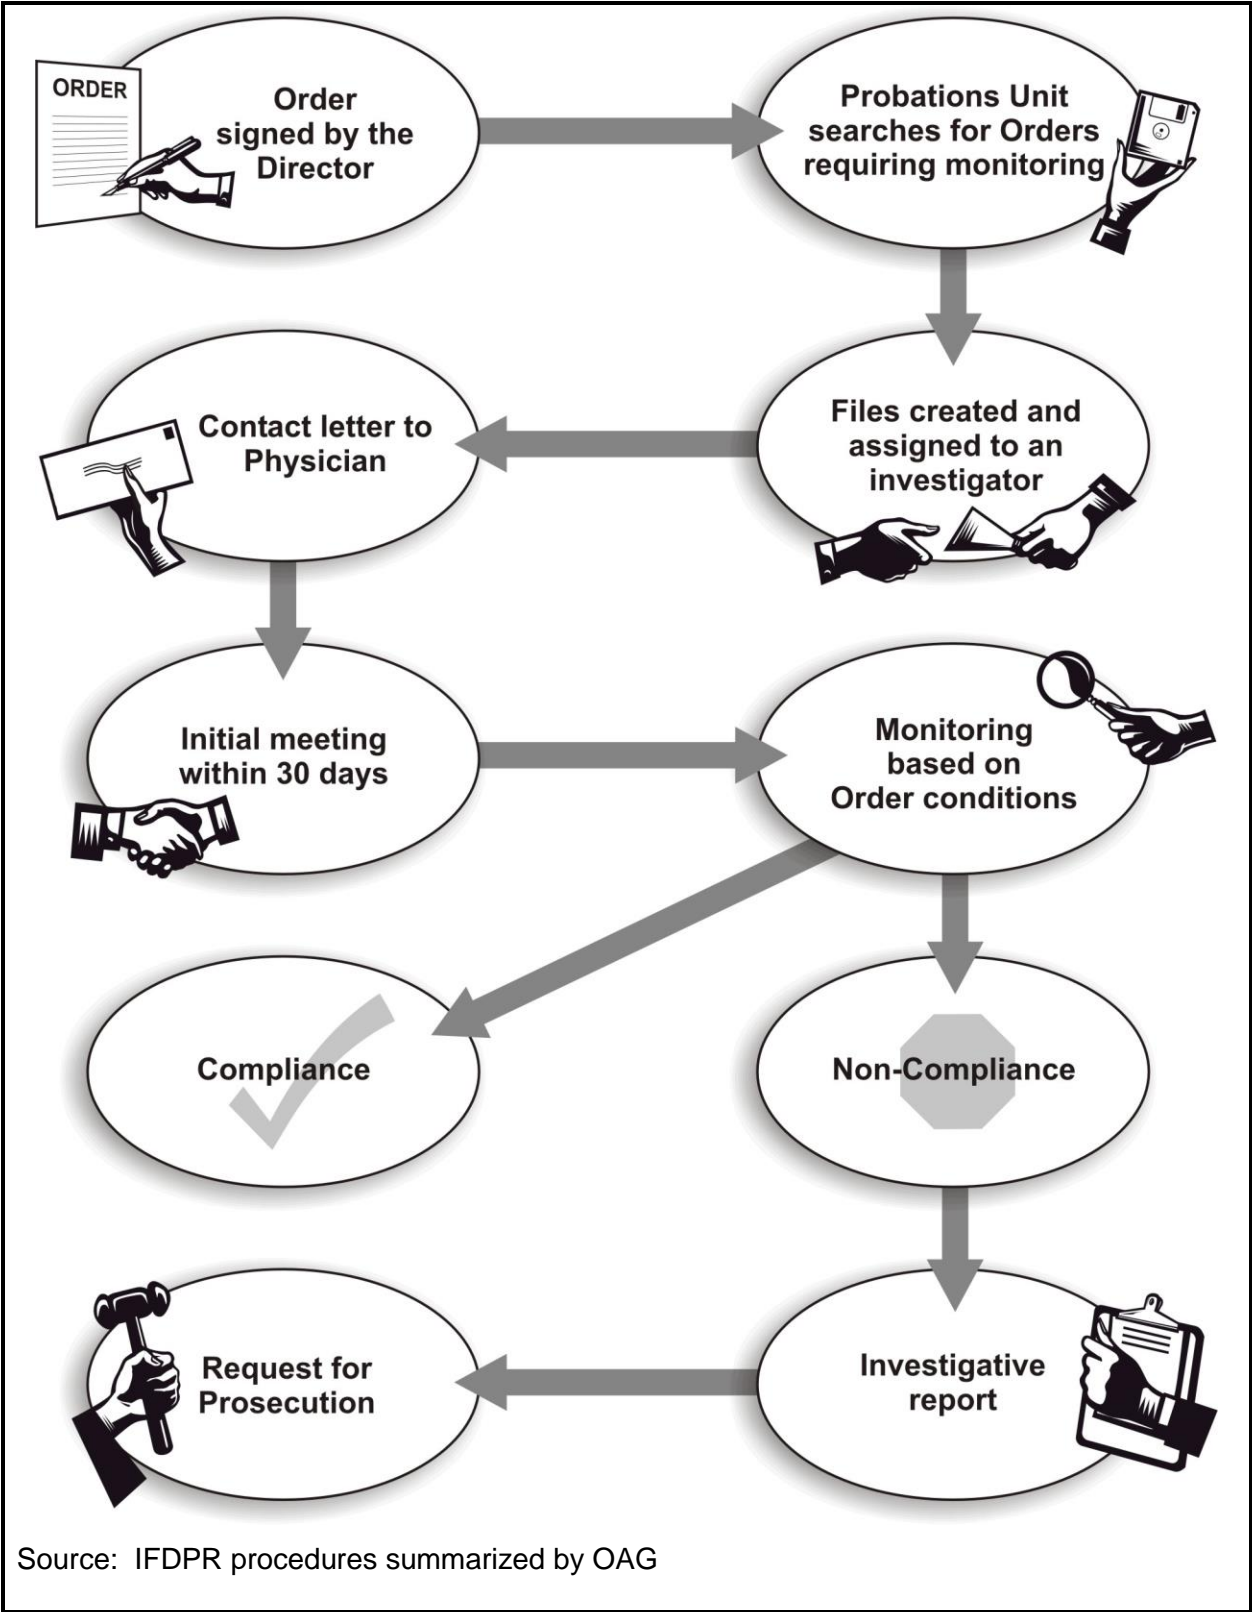 ORDER
Order
signed by the
Director
Probations Unit
searches for Orders
requiring monitoring
Contact letter to
Physician
Files created and
assigned to an
investigator
Initial meeting
within 30 days
Monitoring
based on
Order conditions
Compliance
Non-Compliance
Request for
Prosecution
Investigative
report
Source: IFDPR procedures summarized by OAG